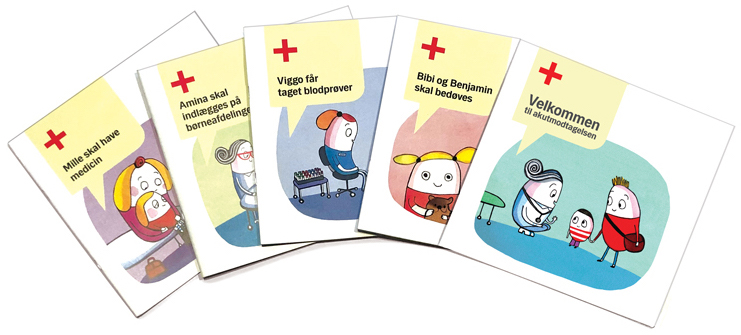 Mille skal have
medicin
Amina skal
indlægges på
børneafdelinge
Viggo får
taget blodprøver
Bibi og Benjamin
skal bedøves
Velkommen
til akutmodtagelsen